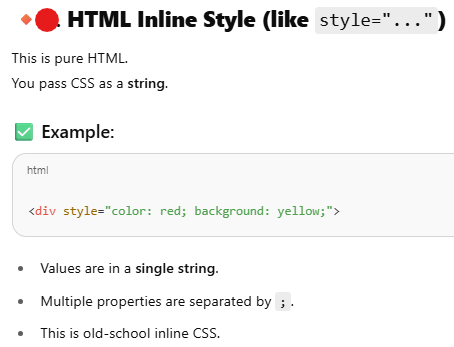 . HTML Inline Style (like style="...")
This is pure HTML.
You pass CSS as a string.
Example:
html
<div style="color: red; background: yellow;">
Values are in a single string.
Multiple properties are separated by ;.
This is old-school inline CSS.